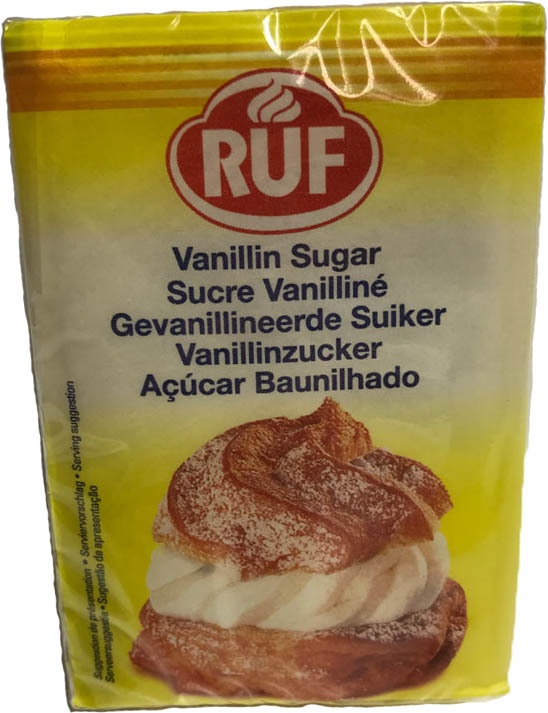 RUF
Vanillin Sugar
Sucre Vanilliné
Gevanillineerde Suiker
Vanillinzucker
Açúcar Baunilhado
Suggestion de présentation • Serviervorschlag • Serving suggestion
Serveersuggestie • Sugestão de apresentação